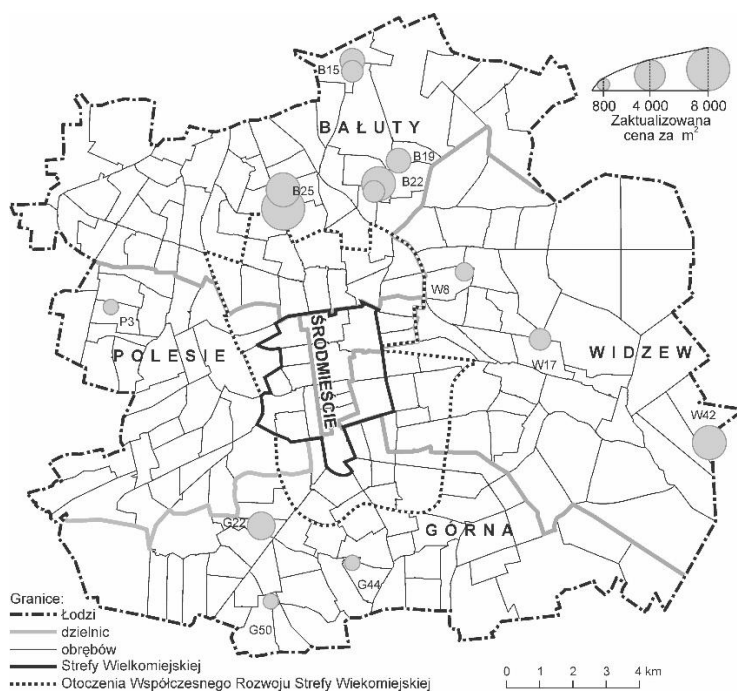 B15
BAŁUTY
800 4 000 8 000
Zaktualizowana
cena za m²
B19
B22
B25
W8
P3
POLESIE
ŚRÓDMIEŚCIE
W17
WIDZEW
W42
G22
GÓRNA
G44
G50
Granice:
Łodzi
dzielnic
obrębów
Strefy Wielkomiejskiej
Otoczenia Współczesnego Rozwoju Strefy Wiekomiejskiej
0 1 2 3 4 km